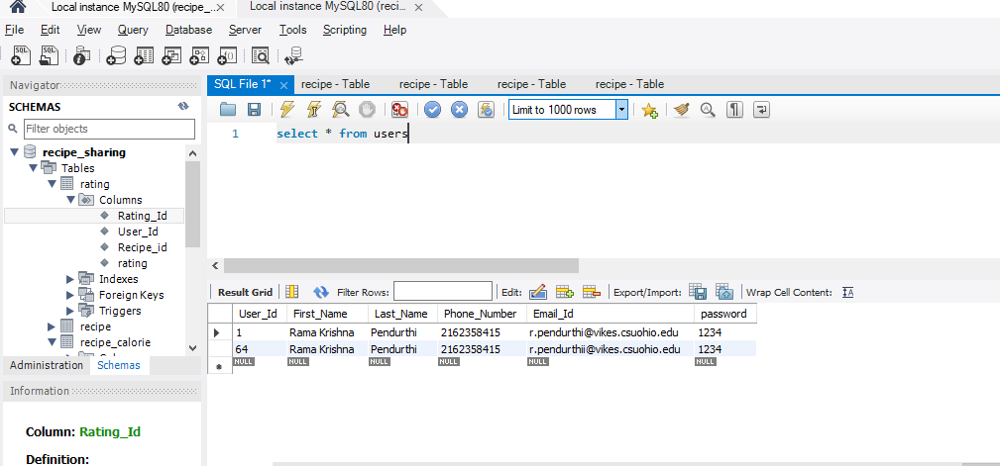 Local instance MySQL80 (recipe_... Local instance MySQL80 (reci...
File Edit View Query Database Server Tools Scripting Help
Navigator
SCHEMAS
Filter objects
recipe_sharing
Tables
rating
Columns
Rating_Id
User_Id
Recipe_id
rating
Indexes
Foreign Keys
Triggers
recipe
recipe_calorie
Administration Schemas
Information
Column: Rating_Id
Definition:
SQL File 1* recipe - Table recipe - Table recipe - Table recipe - Table
Limit to 1000 rows
1 select * from users
Result Grid Filter Rows: Edit: Export/Import: Wrap Cell Content:
User_Id First_Name Last_Name Phone_Number Email_Id password
1 Rama Krishna Pendurthi 2162358415 r.pendurthi@vikes.csuohio.edu 1234
64 Rama Krishna Pendurthi 2162358415 r.pendurthii@vikes.csuohio.edu 1234
NULL NULL NULL NULL NULL NULL